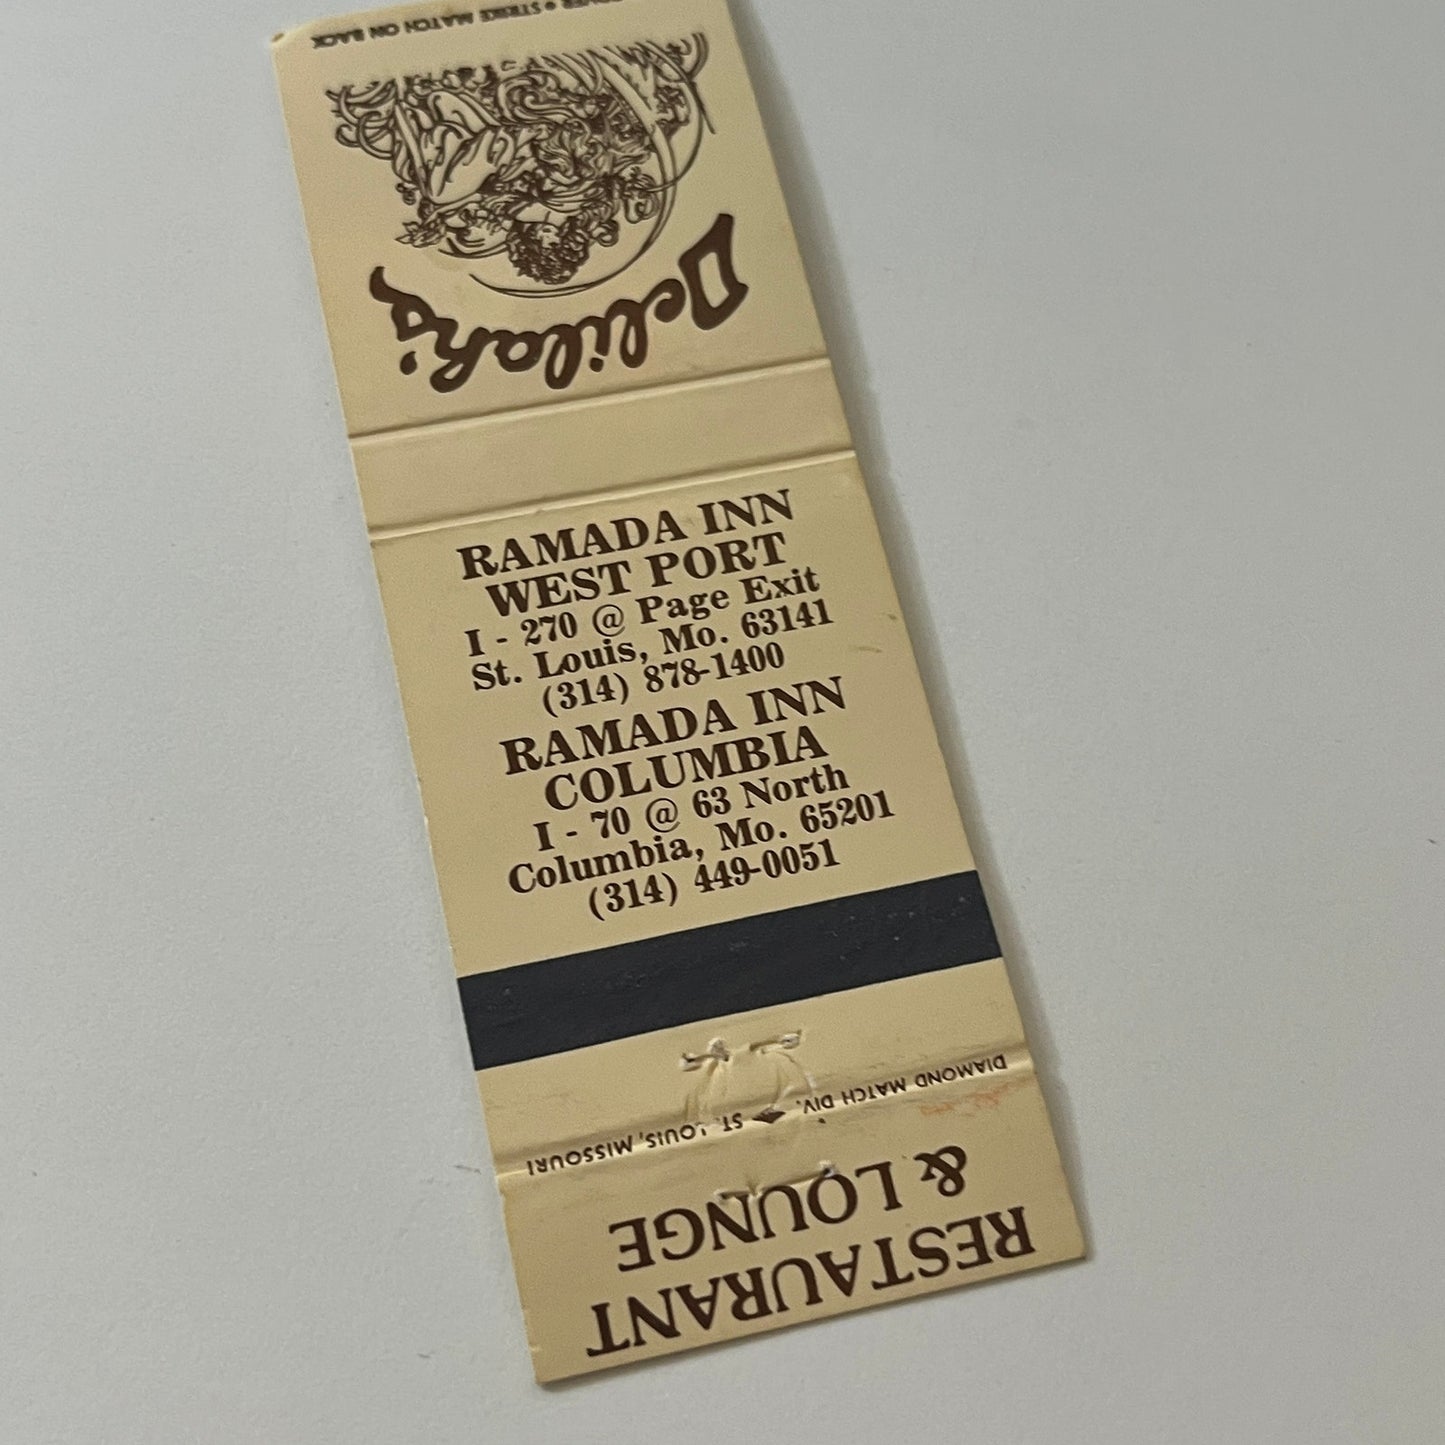 STRIKE MATCH ON BACK
Delilah's
RAMADA INN
WEST PORT
I - 270 @ Page Exit
St. Louis, Mo. 63141
(314) 878-1400
RAMADA INN
COLUMBIA
I - 70 @ 63 North
Columbia, Mo. 65201
(314) 449-0051
DIAMOND MATCH DIV. ST. LOUIS, MISSOURI
RESTAURANT
& LOUNGE